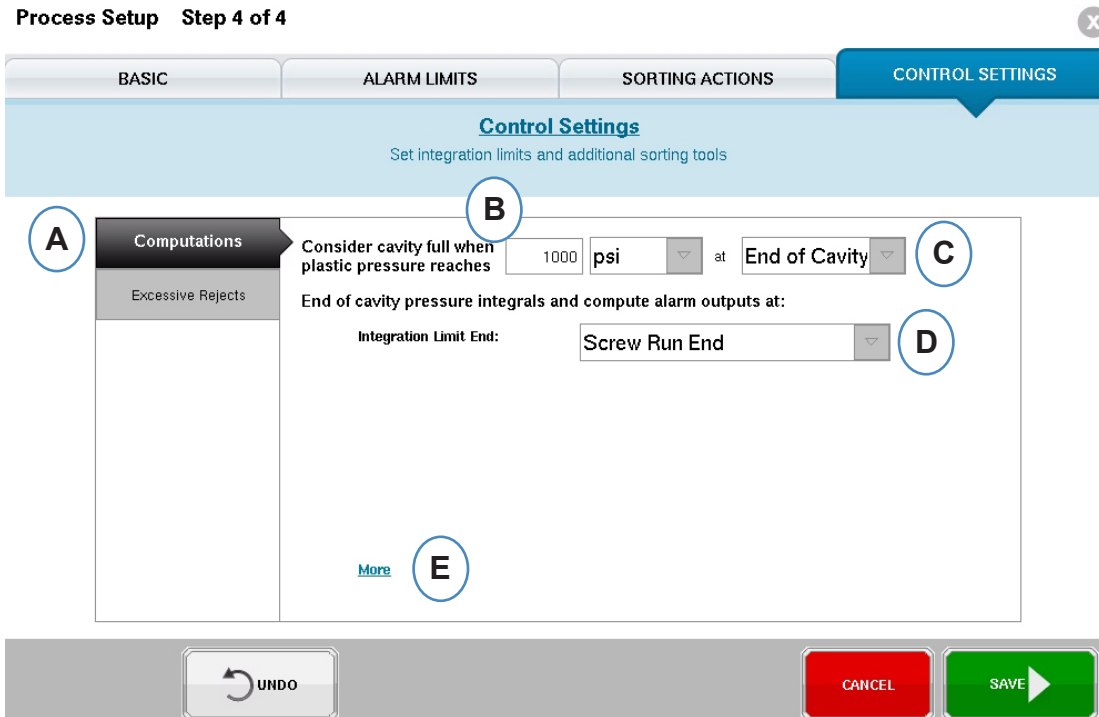 Process Setup Step 4 of 4
X
BASIC
ALARM LIMITS
SORTING ACTIONS
CONTROL SETTINGS
Control Settings
Set integration limits and additional sorting tools
A
B
Computations
Excessive Rejects
Consider cavity full when
plastic pressure reaches
1000 psi at End of Cavity
C
End of cavity pressure integrals and compute alarm outputs at:
Integration Limit End: Screw Run End
D
More
E
UNDO
CANCEL
SAVE